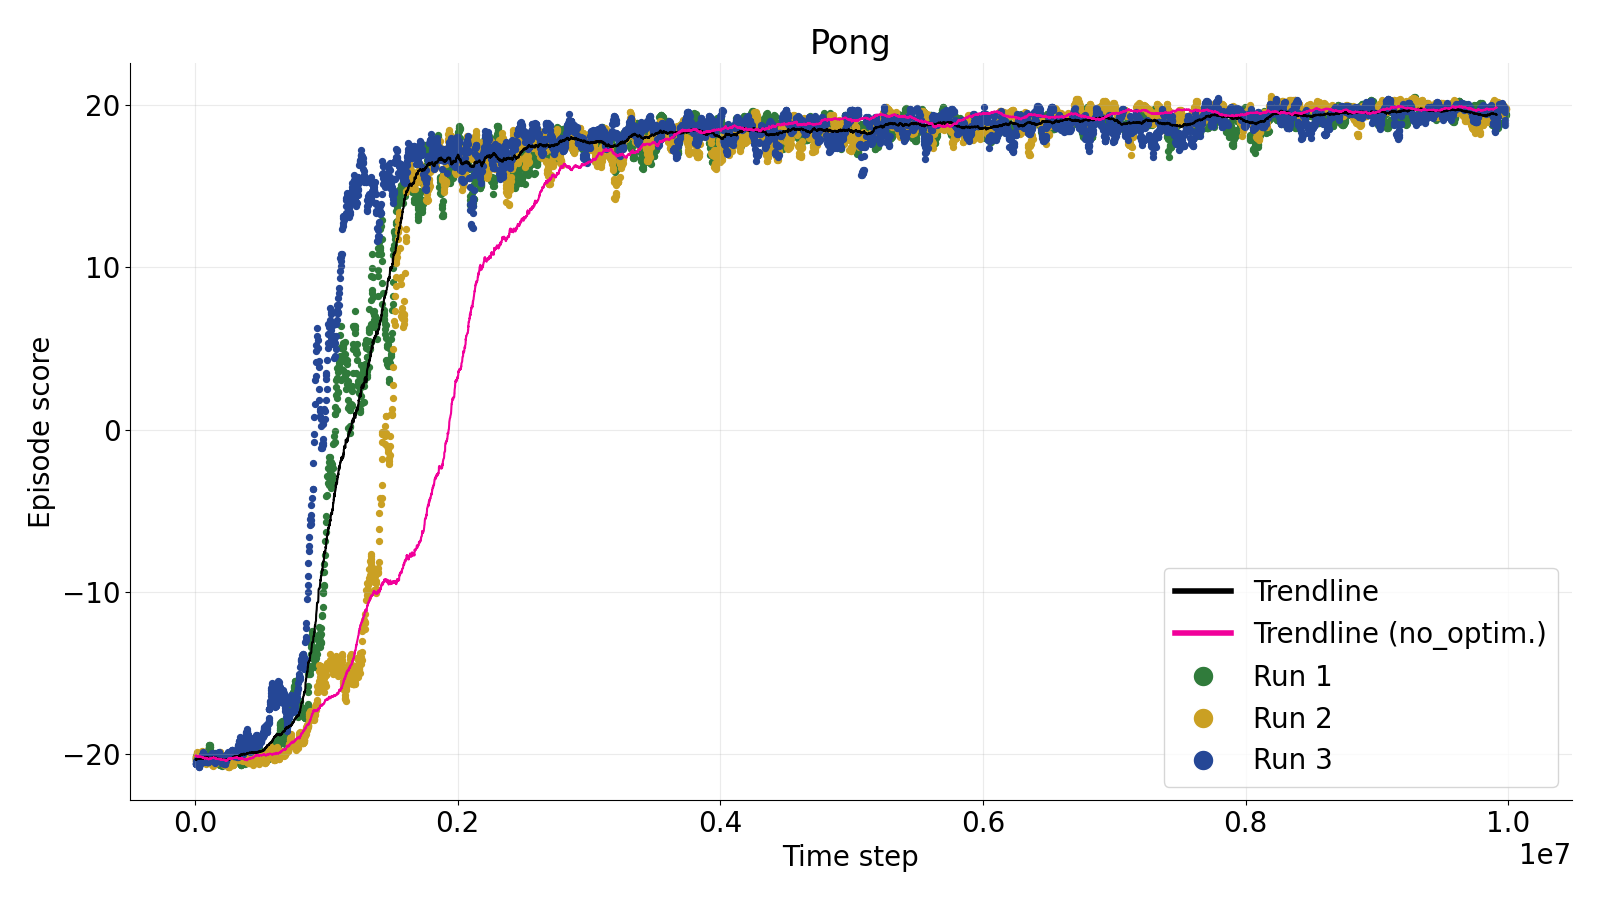 Pong
Episode score
20
10
0
−10
−20
0.0 0.2 0.4 0.6 0.8 1.0
1e7
Time step
Trendline
Trendline (no_optim.)
Run 1
Run 2
Run 3